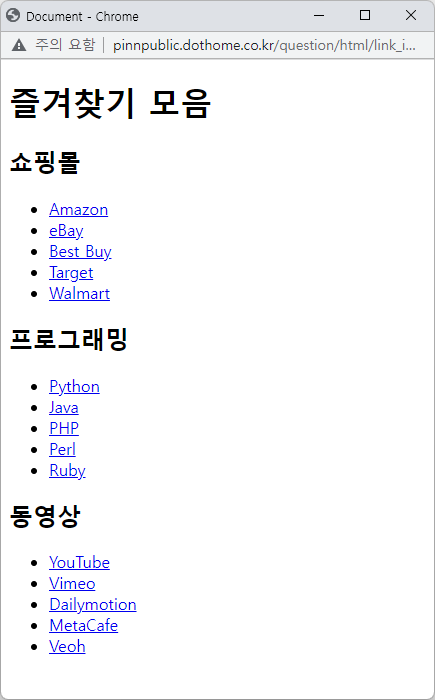 Document - Chrome
주의 요함 pinnpublic.dothome.co.kr/question/html/link_i...
즐겨찾기 모음
쇼핑몰
Amazon
eBay
Best Buy
Target
Walmart
프로그래밍
Python
Java
PHP
Perl
Ruby
동영상
YouTube
Vimeo
Dailymotion
MetaCafe
Veoh